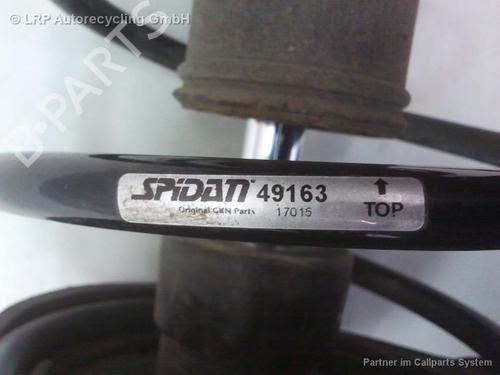 © LRP Autorecycling GmbH
B-PARTS
SPiDAN 49163
Original GKN Parts 17015
↑
TOP
Partner im Callparts System